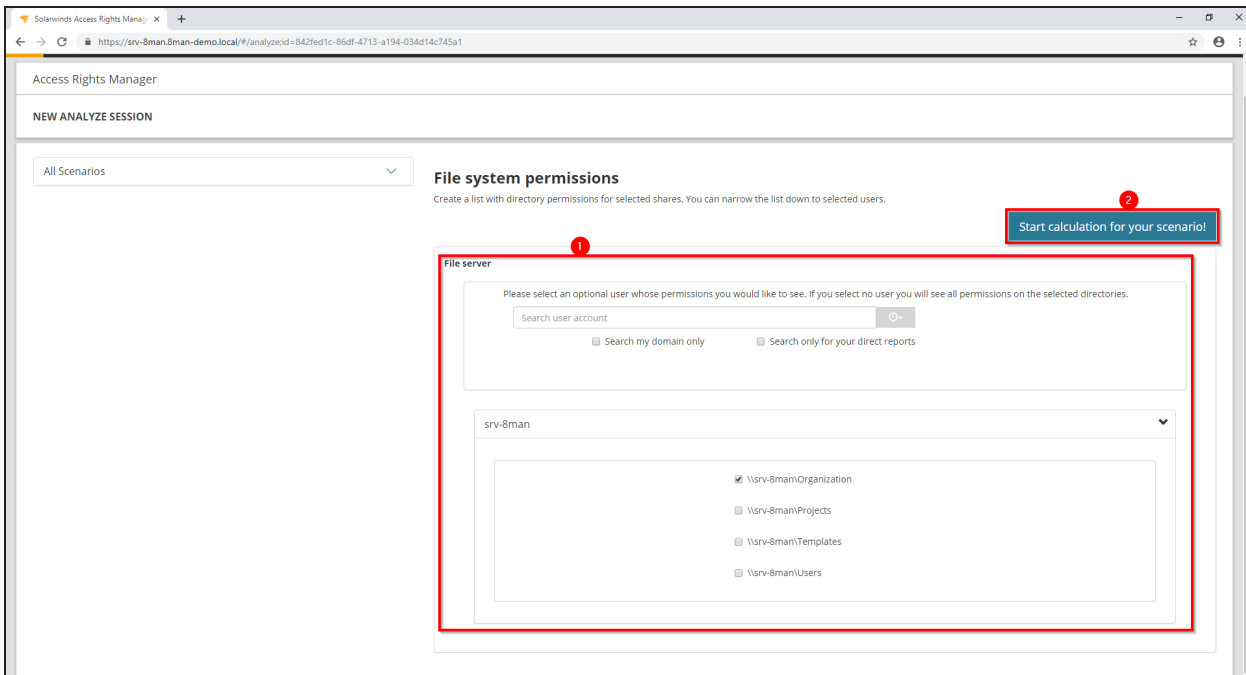 Solarwinds Access Rights Manag
https://srv-8man.8man-demo.local/#/analyze;id=842fed1c-86df-4713-a194-034d14c745a1
Access Rights Manager
NEW ANALYZE SESSION
All Scenarios
File system permissions
Create a list with directory permissions for selected shares. You can narrow the list down to selected users.
2
Start calculation for your scenario!
1
File server
Please select an optional user whose permissions you would like to see. If you select no user you will see all permissions on the selected directories.
Search user account
Search my domain only
Search only for your direct reports
srv-8man
\\srv-8man\Organization
\\srv-8man\Projects
\\srv-8man\Templates
\\srv-8man\Users